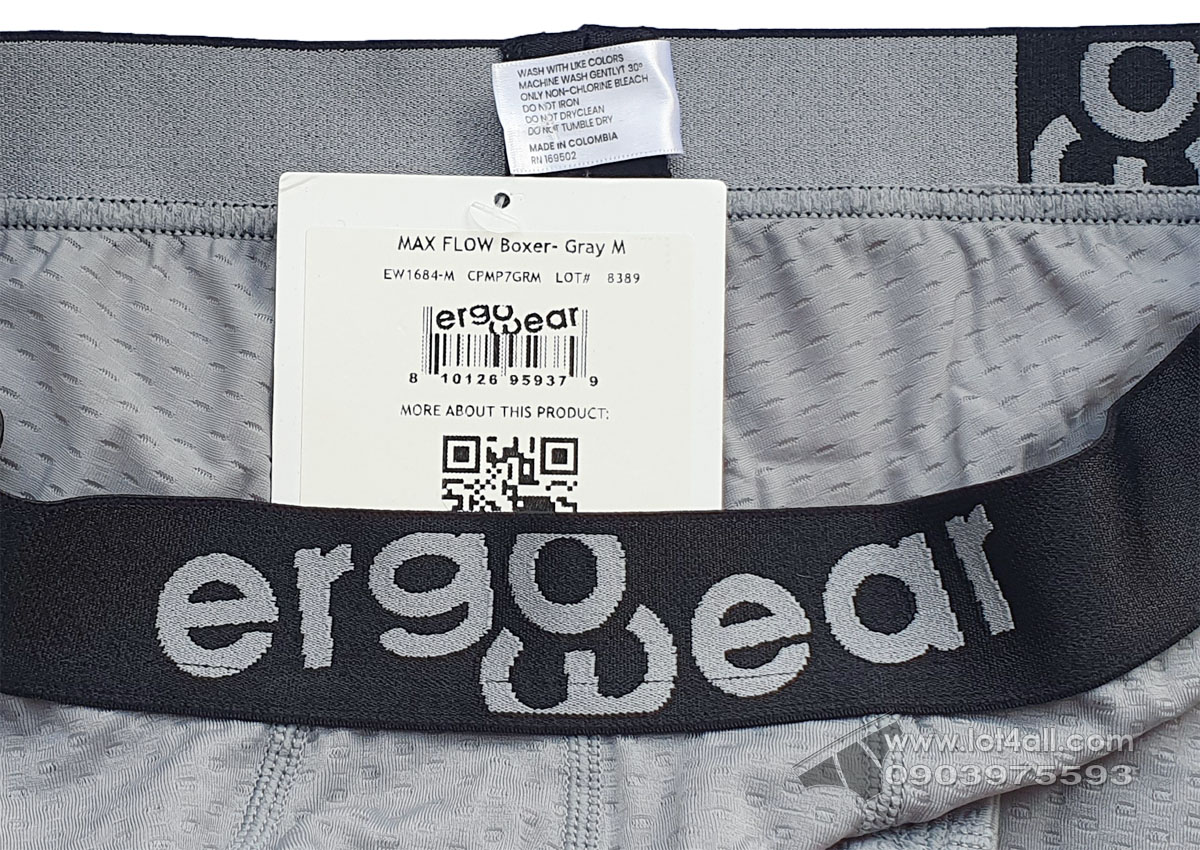 WASH WITH LIKE COLORS
MACHINE WASH GENTLY† 30°
ONLY NON-CHLORINE BLEACH
DO NOT IRON
DO NOT DRYCLEAN
DO NOT TUMBLE DRY
MADE IN COLOMBIA
RN 169502
MAX FLOW Boxer- Gray M
EW1684-M CPMP7GRM LOT# 8389
ergowear
8 10126 95937 9
MORE ABOUT THIS PRODUCT:
ergowear
www.lot4all.com
0903975593